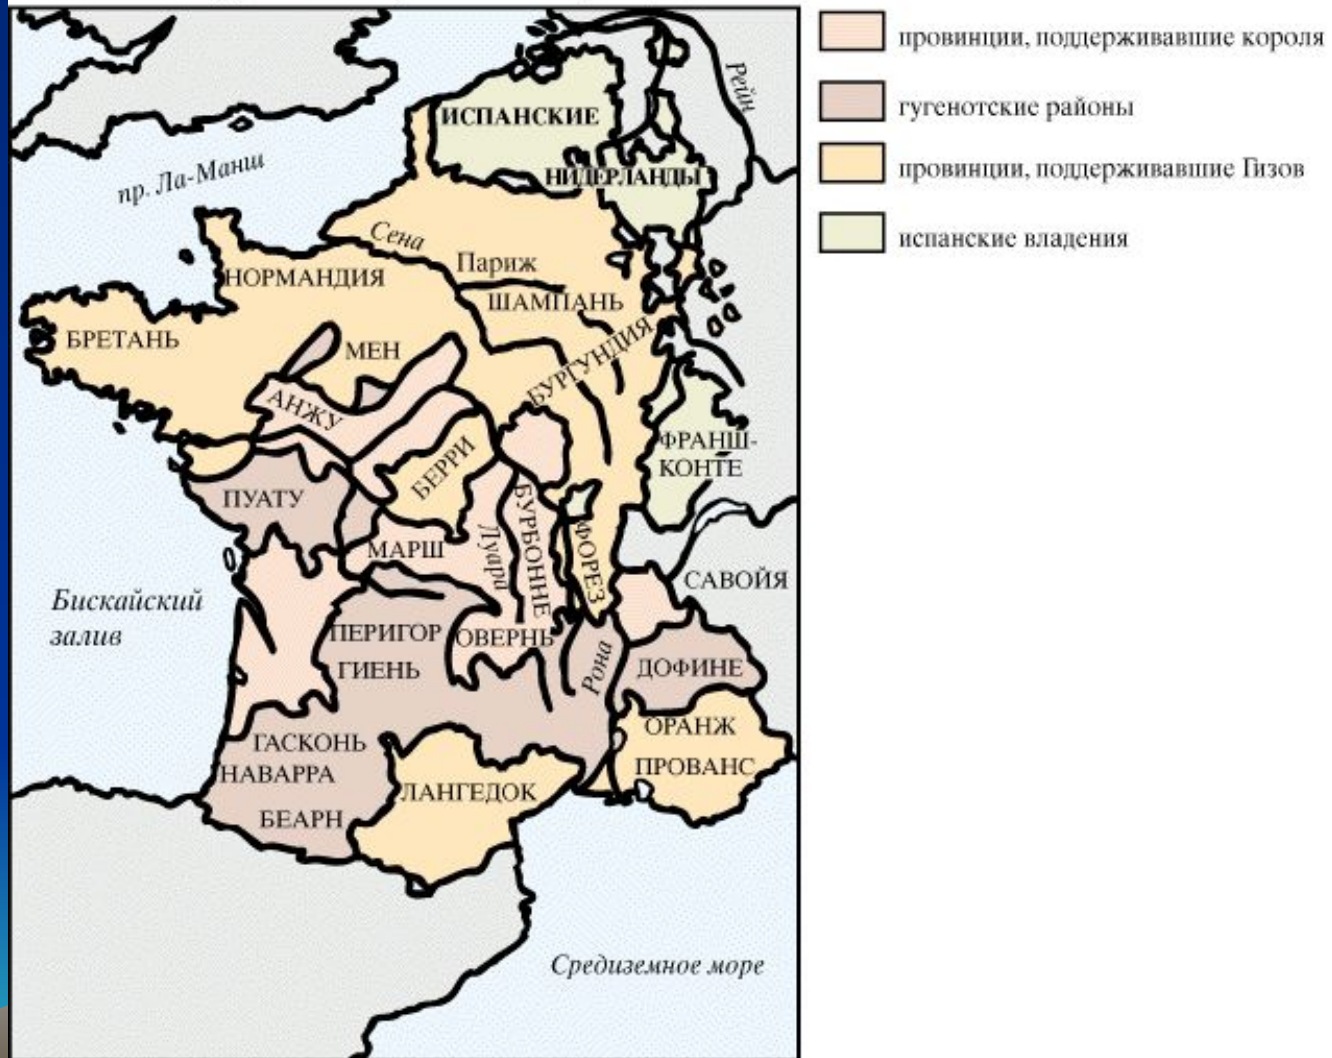 провинции, поддерживавшие короля
гугенотские районы
провинции, поддерживавшие Гизов
испанские владения
Рейн
ИСПАНСКИЕ
НИДЕРЛАНДЫ
пр. Ла-Манш
Сена
Париж
НОРМАНДИЯ
ШАМПАНЬ
БРЕТАНЬ
МЕН
БУРГУНДИЯ
АНЖУ
ФРАНШ-
КОНТЕ
БЕРРИ
ПУАТУ
МАРШ
Луара
БУРБОННЕ
ФОРЕЗ
САВОЙЯ
Бискайский
залив
ПЕРИГОР
ОВЕРНЬ
ГИЕНЬ
Рона
ДОФИНЕ
ОРАНЖ
ГАСКОНЬ
НАВАРРА
ПРОВАНС
ЛАНГЕДОК
БЕАРН
Средиземное море